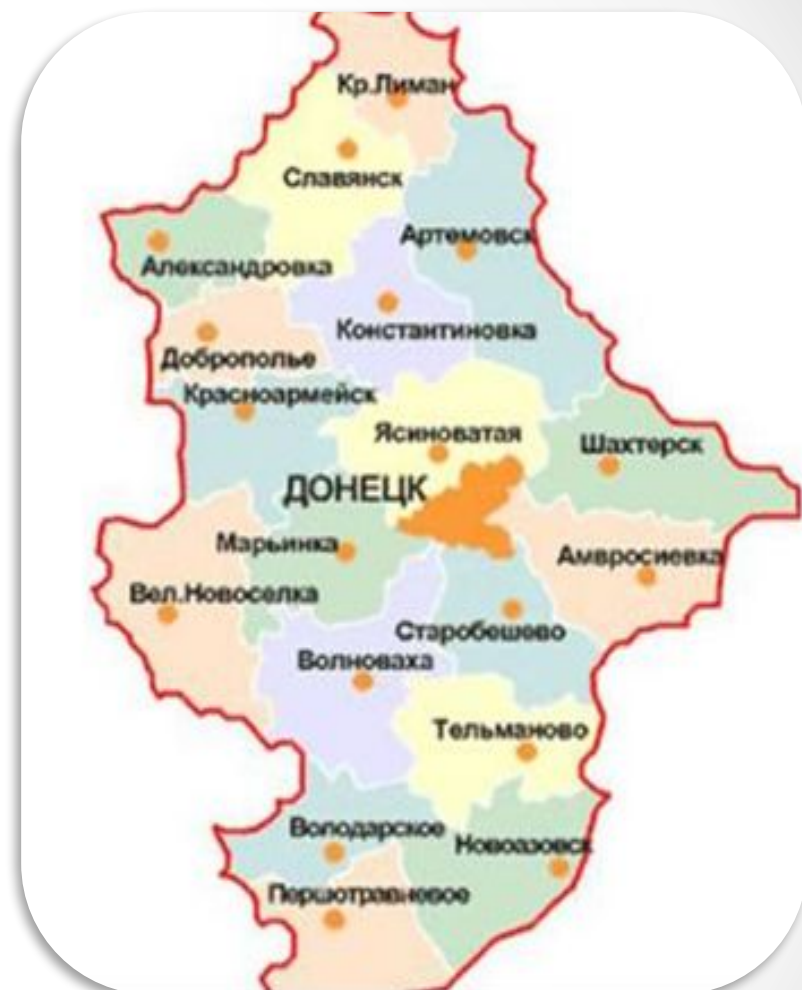 Кр.Лиман
Славянск
Артемовск
Александровка
Константиновка
Доброполье
Красноармейск
Ясиноватая
Шахтерск
ДОНЕЦК
Марьинка
Амвросиевка
Вел.Новоселка
Старобешево
Волноваха
Тельманово
Володарское
Новоазовск
Першотравневое